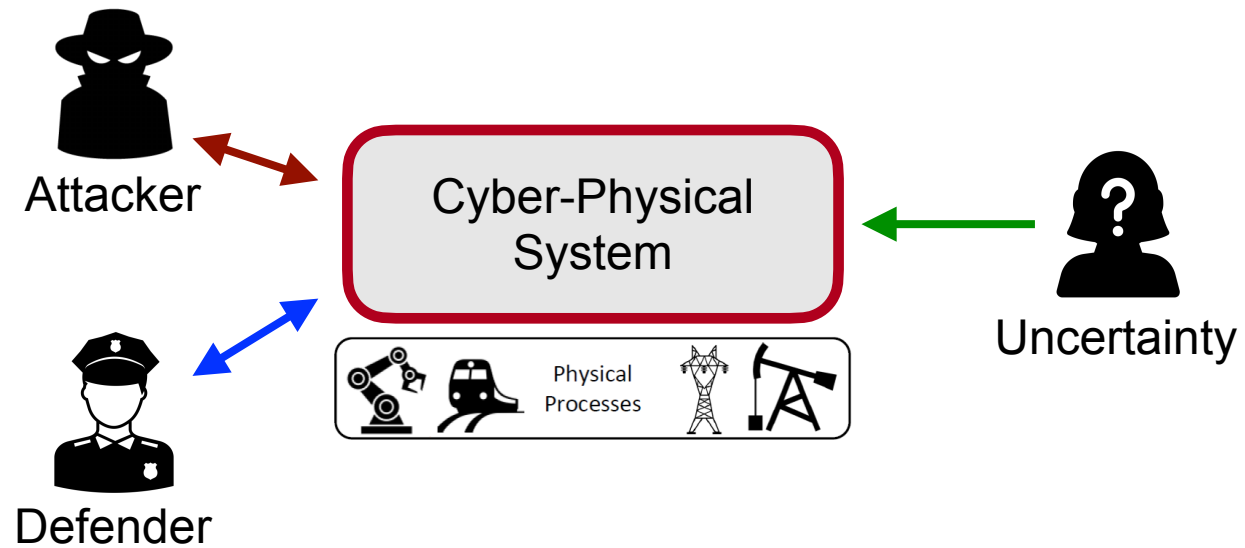 Attacker
Cyber-Physical
System
?
Uncertainty
Physical
Processes
Defender